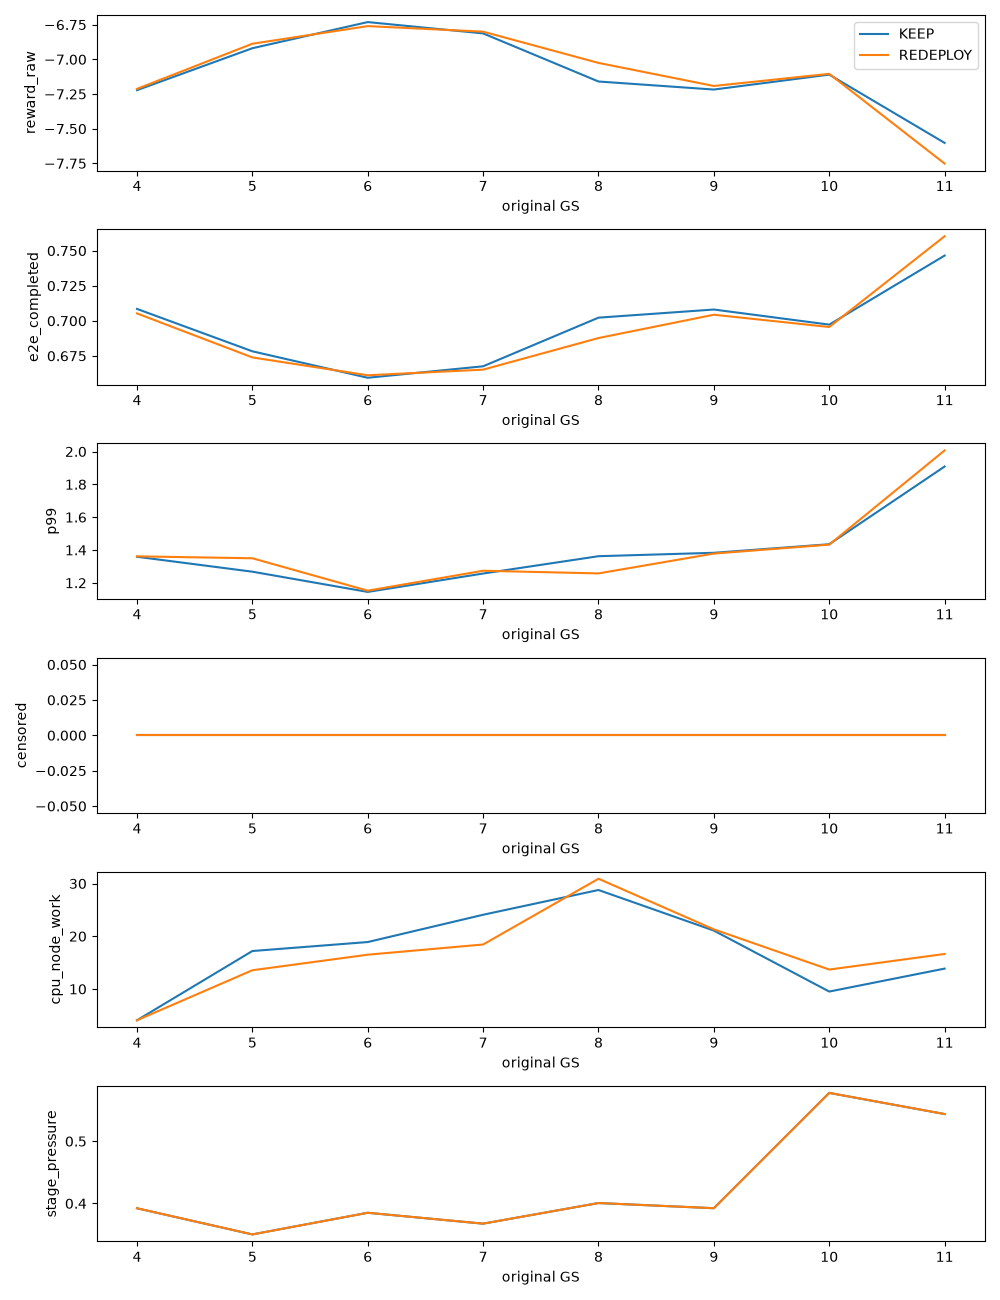 reward_raw
−6.75
−7.00
−7.25
−7.50
−7.75
KEEP
REDEPLOY
4 5 6 7 8 9 10 11
original GS
e2e_completed
0.750
0.725
0.700
0.675
4 5 6 7 8 9 10 11
original GS
p99
2.0
1.8
1.6
1.4
1.2
4 5 6 7 8 9 10 11
original GS
censored
0.050
0.025
0.000
−0.025
−0.050
4 5 6 7 8 9 10 11
original GS
cpu_node_work
30
20
10
4 5 6 7 8 9 10 11
original GS
stage_pressure
0.5
0.4
4 5 6 7 8 9 10 11
original GS